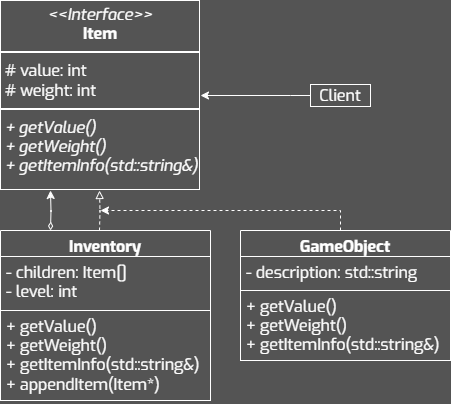 <<Interface>>
Item
# value: int
# weight: int
+ getValue()
+ getWeight()
+ getItemInfo(std::string&)
Client
Inventory
- children: Item[]
- level: int
+ getValue()
+ getWeight()
+ getItemInfo(std::string&)
+ appendItem(Item*)
GameObject
- description: std::string
+ getValue()
+ getWeight()
+ getItemInfo(std::string&)